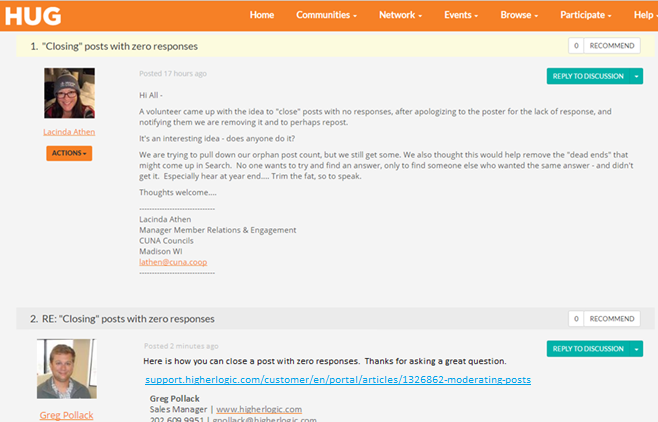 HUG
Home Communities Network Events Browse Participate Help
1. "Closing" posts with zero responses 0 RECOMMEND
Posted 17 hours ago REPLY TO DISCUSSION
Hi All -
A volunteer came up with the idea to "close" posts with no responses, after apologizing to the poster for the lack of response, and
notifying them we are removing it and to perhaps repost.
Lacinda Athen
It's an interesting idea - does anyone do it?
ACTIONS
We are trying to pull down our orphan post count, but we still get some. We also thought this would help remove the "dead ends" that
might come up in Search. No one wants to try and find an answer, only to find someone else who wanted the same answer - and didn't
get it. Especially hear at year end.... Trim the fat, so to speak.
Thoughts welcome....
----------------------------
Lacinda Athen
Manager Member Relations & Engagement
CUNA Councils
Madison WI
lathen@cuna.coop
----------------------------
2. RE: "Closing" posts with zero responses 0 RECOMMEND
Posted 2 minutes ago REPLY TO DISCUSSION
Here is how you can close a post with zero responses. Thanks for asking a great question.
support.higherlogic.com/customer/en/portal/articles/1326862-moderating-posts
Greg Pollack
Sales Manager | www.higherlogic.com
Greg Pollack
202.609.9951 | gpollack@higherlogic.com